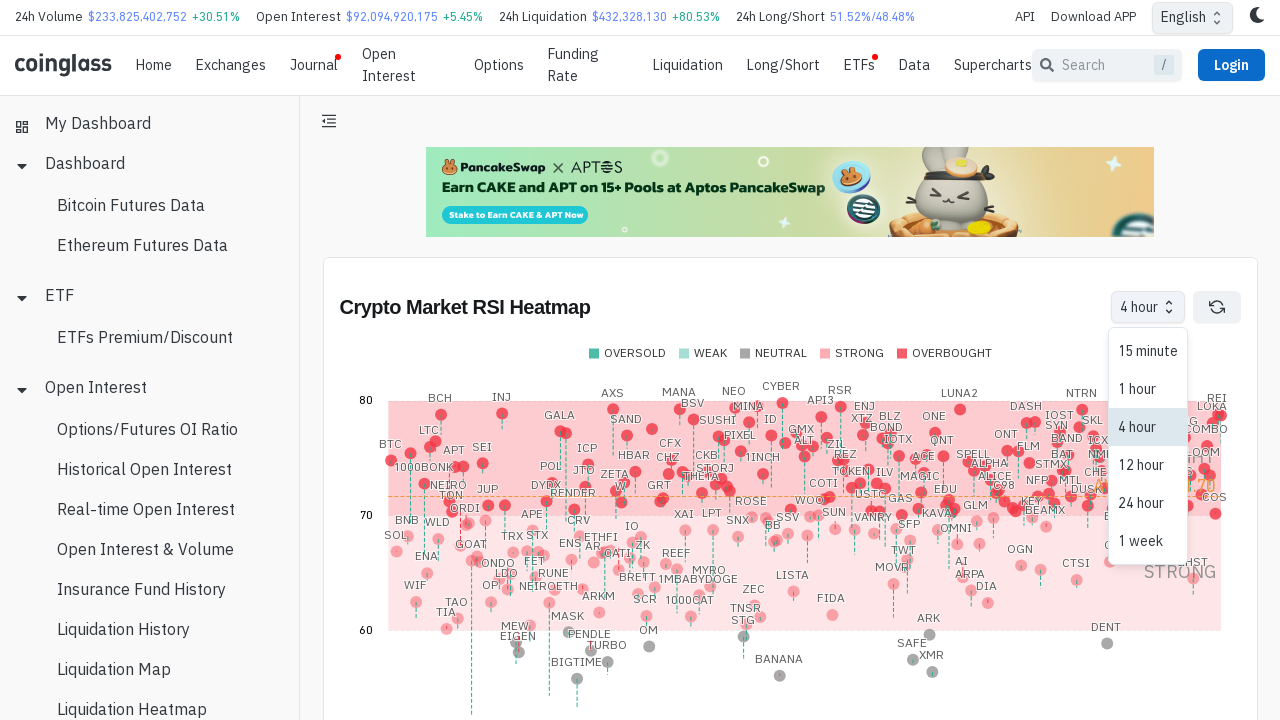 24h Volume $233,825,402,752 +30.51% Open Interest $92,094,920,175 +5.45% 24h Liquidation $432,328,130 +80.53% 24h Long/Short 51.52%/48.48% API Download APP English
coinglass Home Exchanges Journal Open Interest Options Funding Rate Liquidation Long/Short ETFs Data Supercharts Search / Login
My Dashboard
Dashboard
Bitcoin Futures Data
Ethereum Futures Data
ETF
ETFs Premium/Discount
Open Interest
Options/Futures OI Ratio
Historical Open Interest
Real-time Open Interest
Open Interest & Volume
Insurance Fund History
Liquidation History
Liquidation Map
Liquidation Heatmap
PancakeSwap × APTOS
Earn CAKE and APT on 15+ Pools at Aptos PancakeSwap
Stake to Earn CAKE & APT Now
Crypto Market RSI Heatmap
4 hour
15 minute
1 hour
4 hour
12 hour
24 hour
1 week
OVERSOLD WEAK NEUTRAL STRONG OVERBOUGHT
80
70
60
BCH INJ AXS MANA NEO CYBER RSR LUNA2 NTRN REI
BSV MINA API3 ENJ DASH LOKA
GALA SAND SUSHI ID XTZ BLZ ONE IOST SKL
LTC GMX BOND SYN COMBO
BTC APT SEI ICP CFX PIXEL ALT ZIL IOTX QNT ONT BAND ICX
1000BONK POL JTO HBAR CHZ CKB 1INCH REZ ACE SPELL FLM BAT
NEIRO ZETA STORJ TOKEN ILV ALPHA STMX
TON JUP DYDX RENDER W GRT THETA COTI MAGIC ALICE NFP MTL
ORDI ROSE WOO USTC GAS EDU C98 DUSK COS
BNB WLD APE CRV IO XAI LPT SNX BB SSV SUN VANRY SFP KAVA GLM KEY BEAMX
SOL TRX STX ETHFI OMNI
ENA GOAT ENS ZK REEF TWT OGN
WIF ONDO FET RUNE BRETT MYRO LISTA MOVR AI CTSI STRONG
LDO NEIROETH 1MBABYDOGE ARPA
TIA TAO ARKM SCR 1000CAT ZEC FIDA DIA
MASK TNSR ARK
MEW EIGEN PENDLE OM STG DENT
TURBO SAFE
BIGTIME BANANA XMR